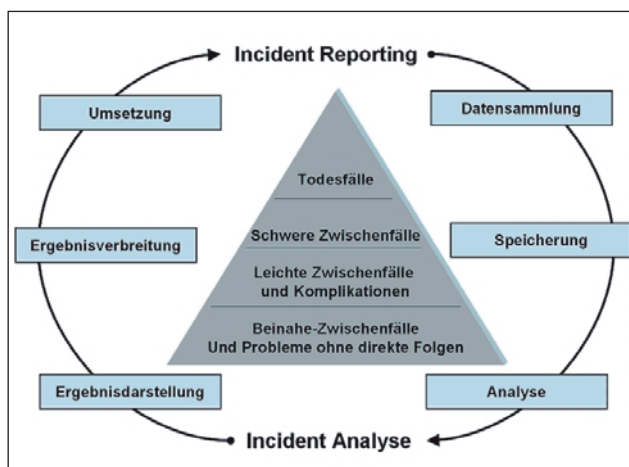 Incident Reporting
Umsetzung
Datensammlung
Todesfälle
Schwere Zwischenfälle
Ergebnisverbreitung
Speicherung
Leichte Zwischenfälle
und Komplikationen
Beinahe-Zwischenfälle
Und Probleme ohne direkte Folgen
Ergebnisdarstellung
Analyse
Incident Analyse